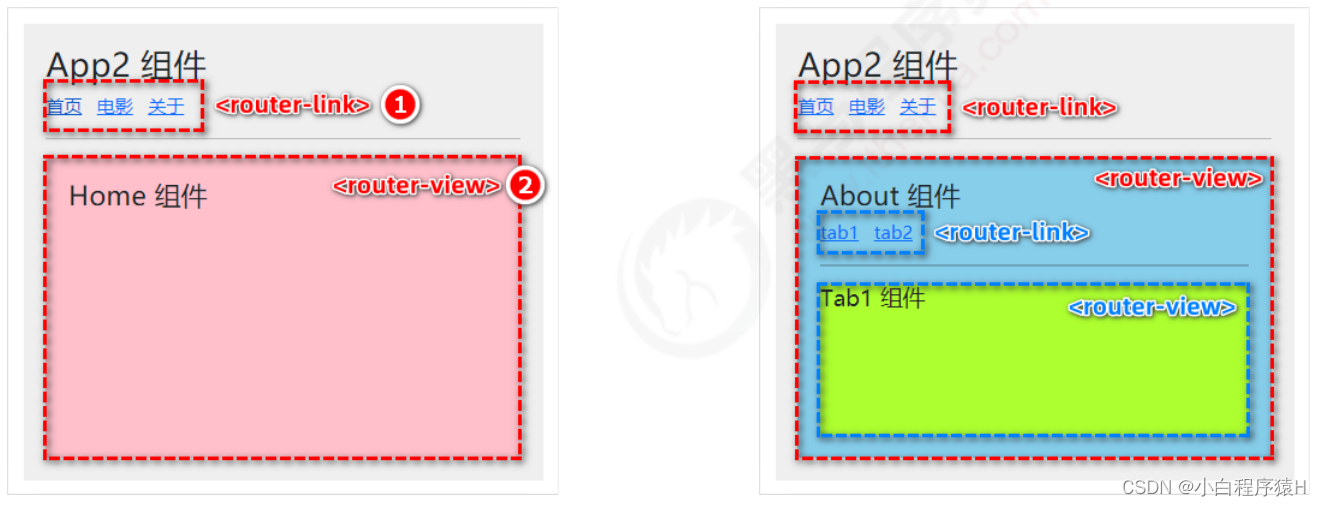 App2 组件
首页 电影 关于 <router-link> 1
<router-view> 2
Home 组件
App2 组件
首页 电影 关于 <router-link>
<router-view>
About 组件
tab1 tab2 <router-link>
Tab1 组件
<router-view>
CSDN @小白程序猿H